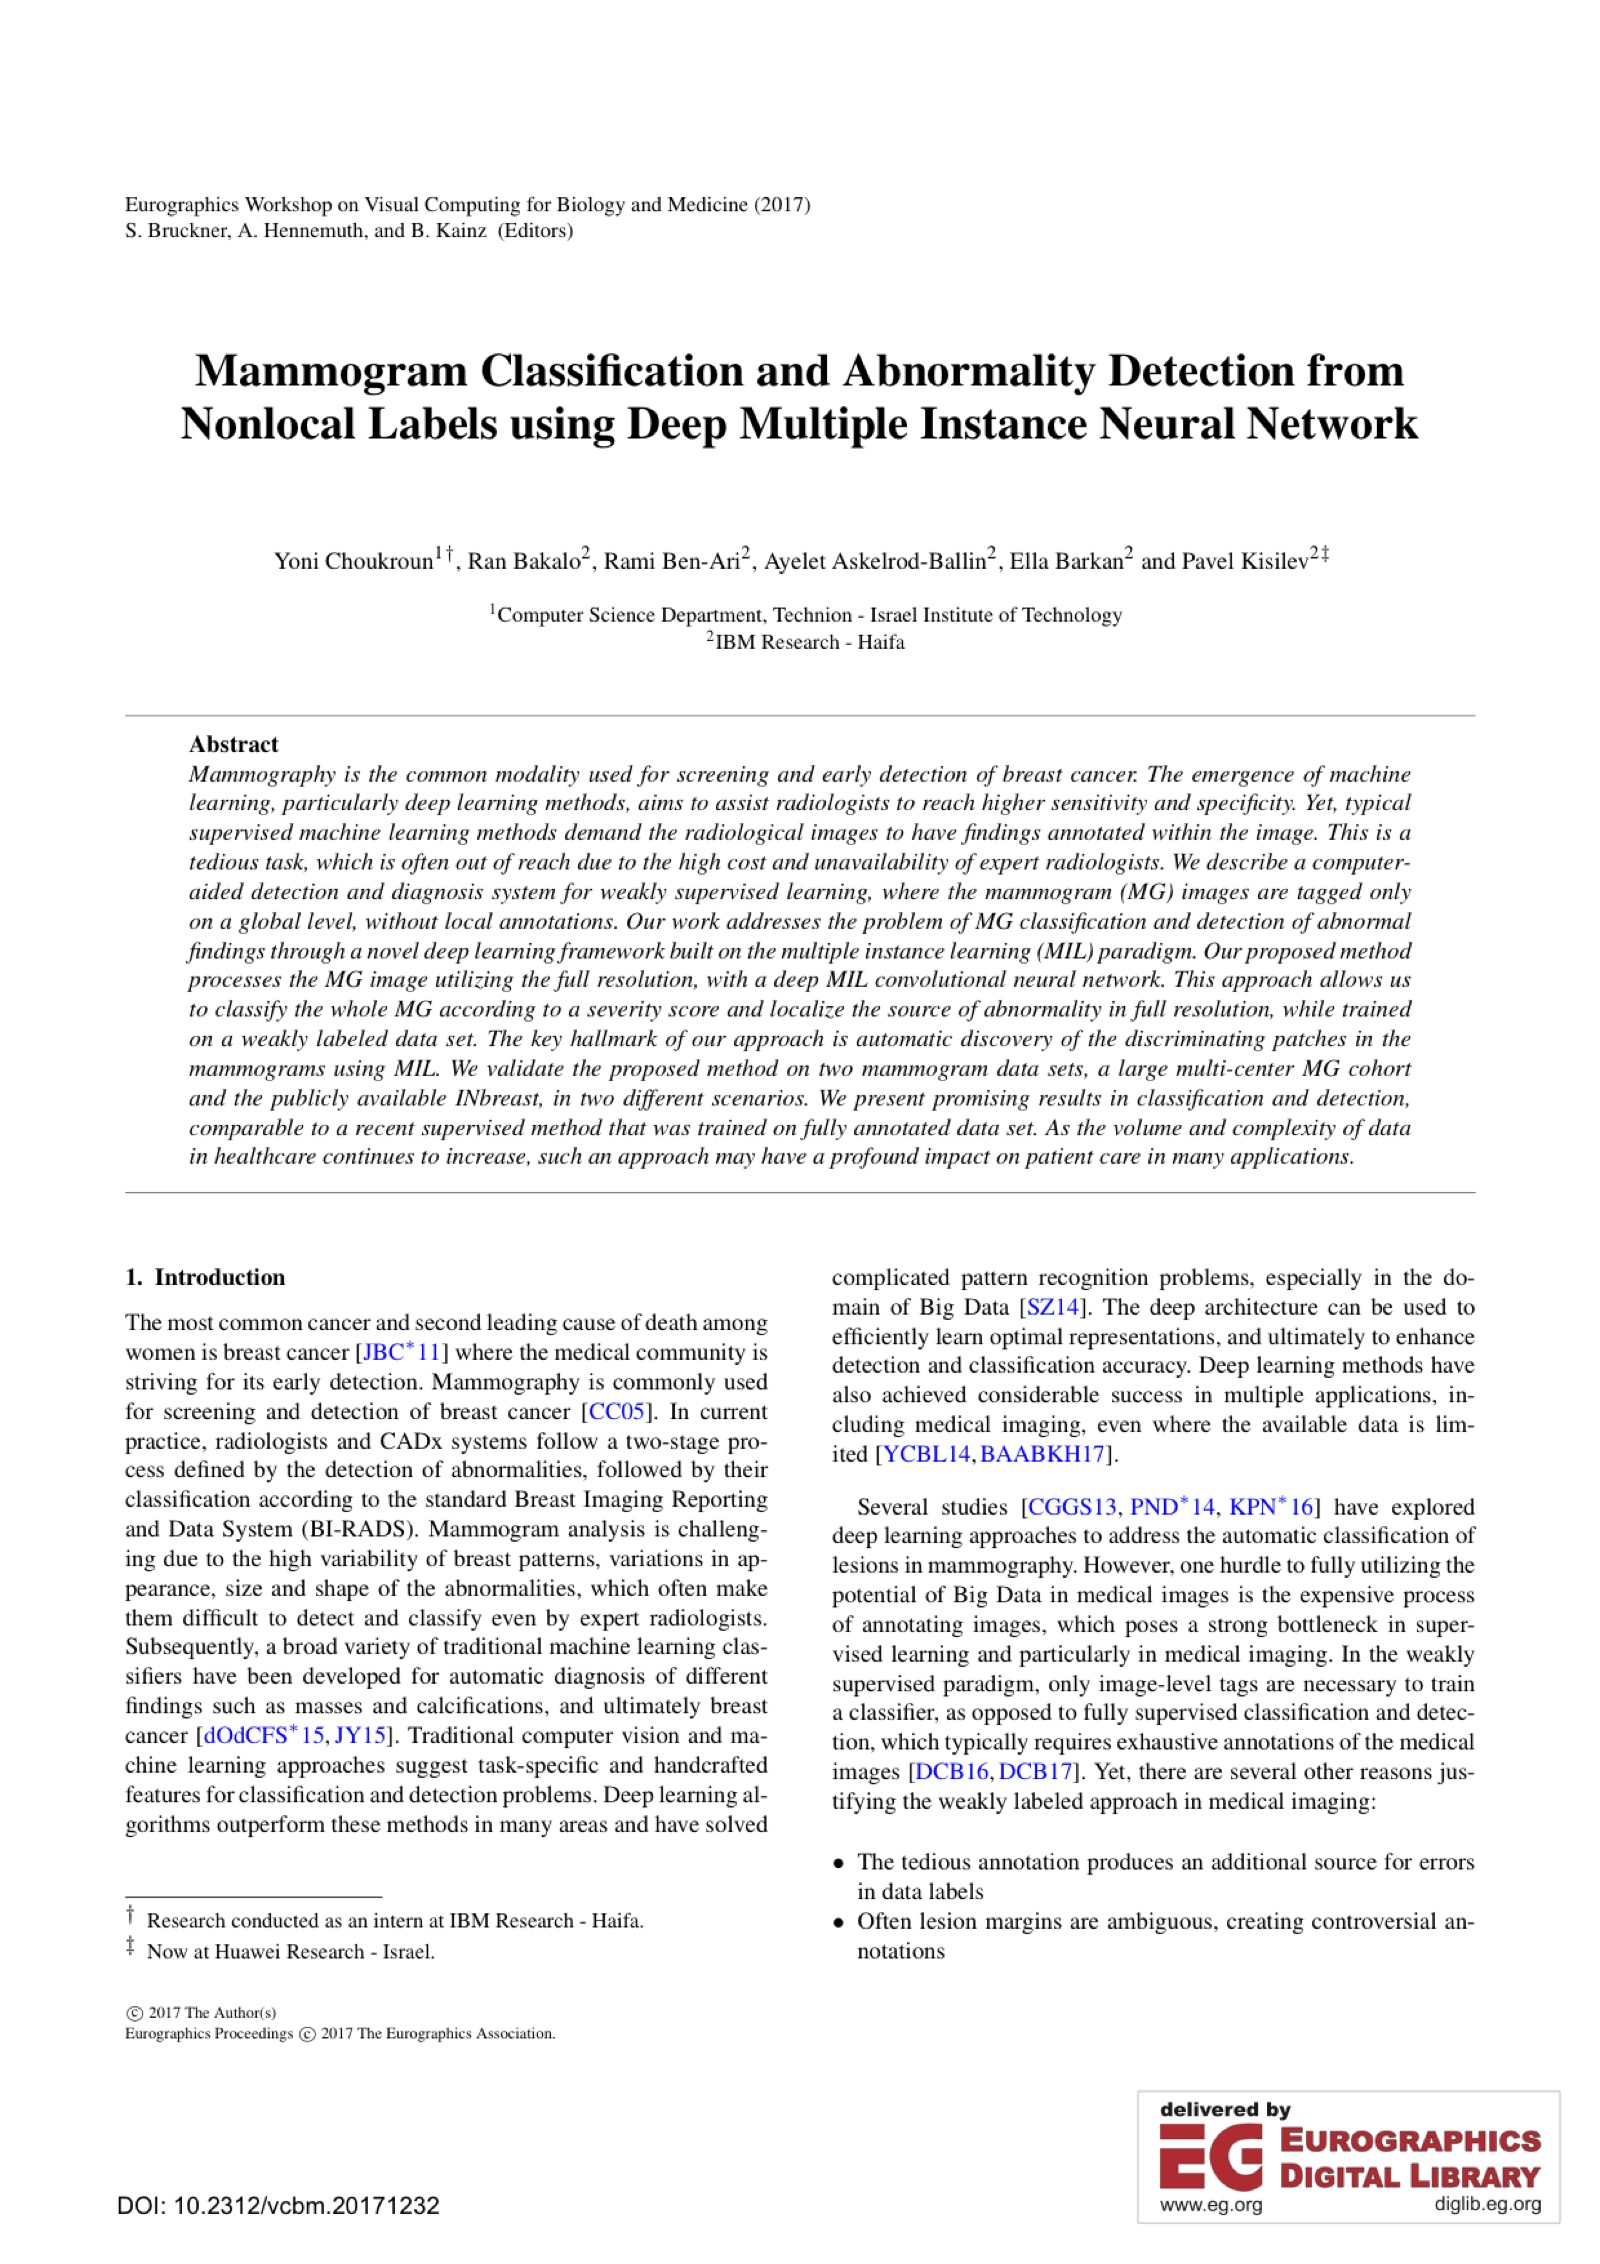 Eurographics Workshop on Visual Computing for Biology and Medicine (2017)
S. Bruckner, A. Hennemuth, and B. Kainz (Editors)
Mammogram Classification and Abnormality Detection from
Nonlocal Labels using Deep Multiple Instance Neural Network
Yoni Choukroun1†, Ran Bakalo2, Rami Ben-Ari2, Ayelet Askelrod-Ballin2, Ella Barkan2 and Pavel Kisilev2‡
1Computer Science Department, Technion - Israel Institute of Technology
2IBM Research - Haifa
Abstract
Mammography is the common modality used for screening and early detection of breast cancer. The emergence of machine
learning, particularly deep learning methods, aims to assist radiologists to reach higher sensitivity and specificity. Yet, typical
supervised machine learning methods demand the radiological images to have findings annotated within the image. This is a
tedious task, which is often out of reach due to the high cost and unavailability of expert radiologists. We describe a computer-
aided detection and diagnosis system for weakly supervised learning, where the mammogram (MG) images are tagged only
on a global level, without local annotations. Our work addresses the problem of MG classification and detection of abnormal
findings through a novel deep learning framework built on the multiple instance learning (MIL) paradigm. Our proposed method
processes the MG image utilizing the full resolution, with a deep MIL convolutional neural network. This approach allows us
to classify the whole MG according to a severity score and localize the source of abnormality in full resolution, while trained
on a weakly labeled data set. The key hallmark of our approach is automatic discovery of the discriminating patches in the
mammograms using MIL. We validate the proposed method on two mammogram data sets, a large multi-center MG cohort
and the publicly available INbreast, in two different scenarios. We present promising results in classification and detection,
comparable to a recent supervised method that was trained on fully annotated data set. As the volume and complexity of data
in healthcare continues to increase, such an approach may have a profound impact on patient care in many applications.
1. Introduction
The most common cancer and second leading cause of death among
women is breast cancer [JBC*11] where the medical community is
striving for its early detection. Mammography is commonly used
for screening and detection of breast cancer [CC05]. In current
practice, radiologists and CADx systems follow a two-stage pro-
cess defined by the detection of abnormalities, followed by their
classification according to the standard Breast Imaging Reporting
and Data System (BI-RADS). Mammogram analysis is challeng-
ing due to the high variability of breast patterns, variations in ap-
pearance, size and shape of the abnormalities, which often make
them difficult to detect and classify even by expert radiologists.
Subsequently, a broad variety of traditional machine learning clas-
sifiers have been developed for automatic diagnosis of different
findings such as masses and calcifications, and ultimately breast
cancer [dOdCFS*15, JY15]. Traditional computer vision and ma-
chine learning approaches suggest task-specific and handcrafted
features for classification and detection problems. Deep learning al-
gorithms outperform these methods in many areas and have solved
† Research conducted as an intern at IBM Research - Haifa.
‡ Now at Huawei Research - Israel.
complicated pattern recognition problems, especially in the do-
main of Big Data [SZ14]. The deep architecture can be used to
efficiently learn optimal representations, and ultimately to enhance
detection and classification accuracy. Deep learning methods have
also achieved considerable success in multiple applications, in-
cluding medical imaging, even where the available data is lim-
ited [YCBL14, BAABKH17].
Several studies [CGGS13, PND*14, KPN*16] have explored
deep learning approaches to address the automatic classification of
lesions in mammography. However, one hurdle to fully utilizing the
potential of Big Data in medical images is the expensive process
of annotating images, which poses a strong bottleneck in super-
vised learning and particularly in medical imaging. In the weakly
supervised paradigm, only image-level tags are necessary to train
a classifier, as opposed to fully supervised classification and detec-
tion, which typically requires exhaustive annotations of the medical
images [DCB16, DCB17]. Yet, there are several other reasons jus-
tifying the weakly labeled approach in medical imaging:
• The tedious annotation produces an additional source for errors
in data labels
• Often lesion margins are ambiguous, creating controversial an-
notations
© 2017 The Author(s)
Eurographics Proceedings © 2017 The Eurographics Association.
DOI: 10.2312/vcbm.20171232
delivered by
EG EUROGRAPHICS
DIGITAL LIBRARY
www.eg.org diglib.eg.org